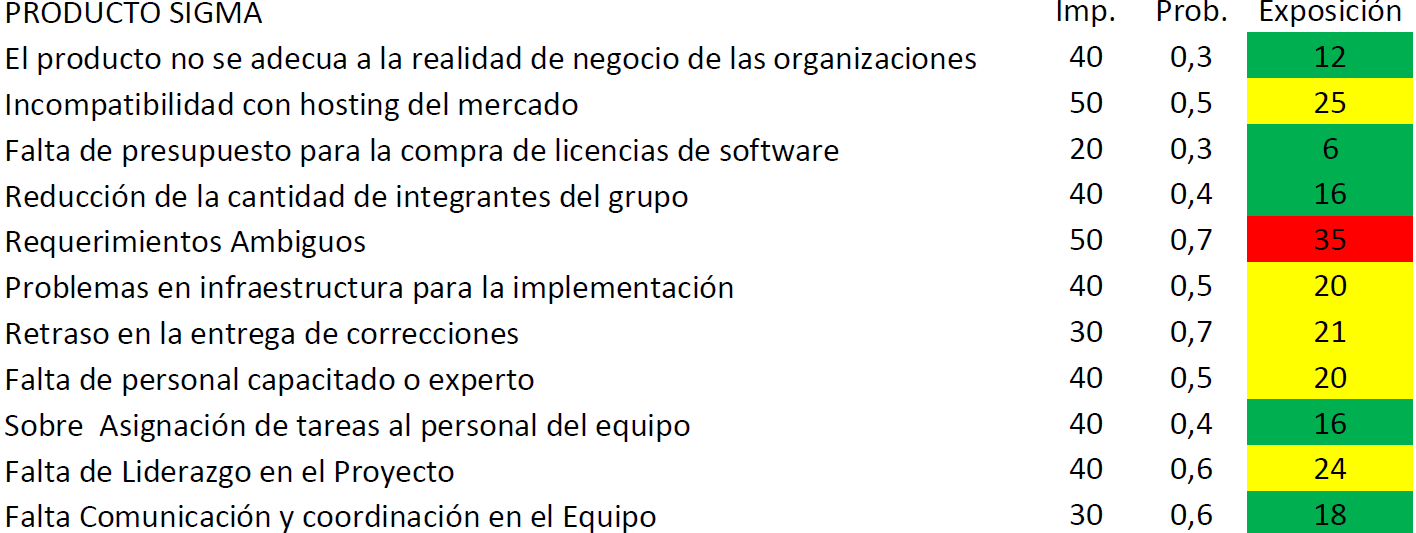 PRODUCTO SIGMA Imp. Prob. Exposición
El producto no se adecua a la realidad de negocio de las organizaciones 40 0,3 12
Incompatibilidad con hosting del mercado 50 0,5 25
Falta de presupuesto para la compra de licencias de software 20 0,3 6
Reducción de la cantidad de integrantes del grupo 40 0,4 16
Requerimientos Ambiguos 50 0,7 35
Problemas en infraestructura para la implementación 40 0,5 20
Retraso en la entrega de correcciones 30 0,7 21
Falta de personal capacitado o experto 40 0,5 20
Sobre  Asignación de tareas al personal del equipo 40 0,4 16
Falta de Liderazgo en el Proyecto 40 0,6 24
Falta Comunicación y coordinación en el Equipo 30 0,6 18